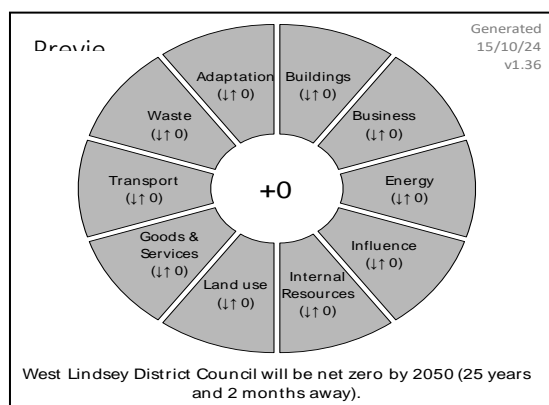 Generated
15/10/24
v1.36
Adaptation
(↓↑ 0)
Buildings
(↓↑ 0)
Waste
(↓↑ 0)
Business
(↓↑ 0)
Transport
(↓↑ 0)
+0
Energy
(↓↑ 0)
Goods &
Services
(↓↑ 0)
Influence
(↓↑ 0)
Land use
(↓↑ 0)
Internal
Resources
(↓↑ 0)
West Lindsey District Council will be net zero by 2050 (25 years
and 2 months away).